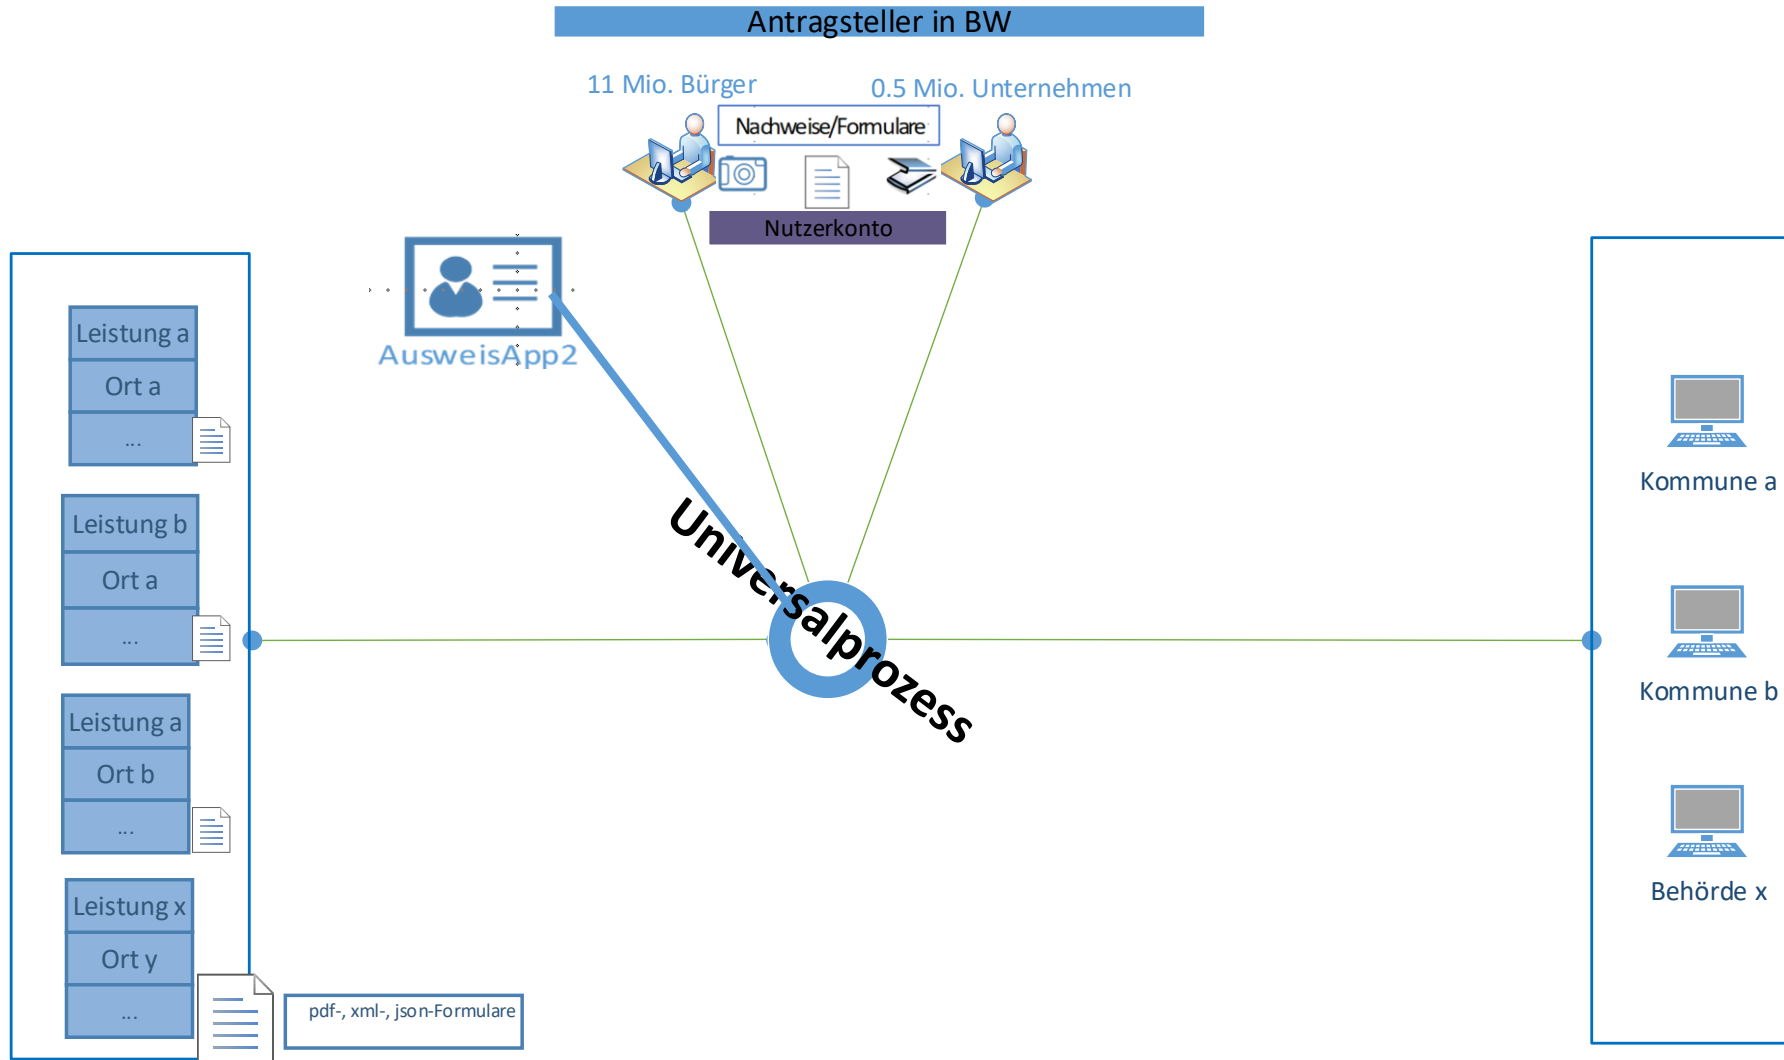 Antragsteller in BW
11 Mio. Bürger
0.5 Mio. Unternehmen
Nachweise/Formulare
Nutzerkonto
AusweisApp2
Leistung a
Ort a
...
Leistung b
Ort a
...
Leistung a
Ort b
...
Leistung x
Ort y
...
pdf-, xml-, json-Formulare
Universalprozess
Kommune a
Kommune b
Behörde x